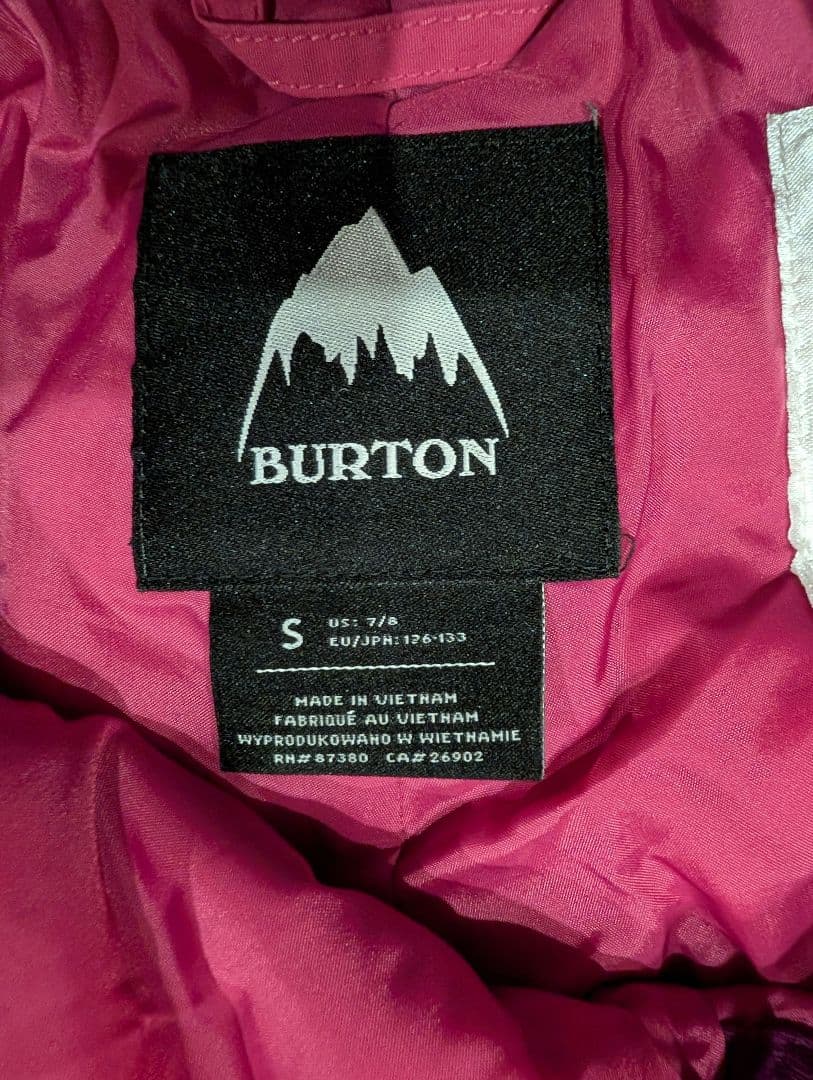 BURTON
S
US: 7/8
EU/JPN: 126-133
MADE IN VIETNAM
FABRIQUÉ AU VIETNAM
WYPRODUKOWANO W WIETNAMIE
RN# 87380 CA# 26902